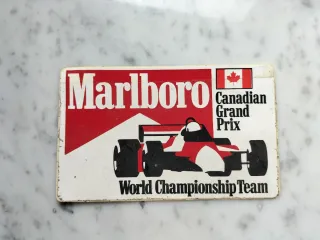 Marlboro
Canadian
Grand
Prix
World Championship Team